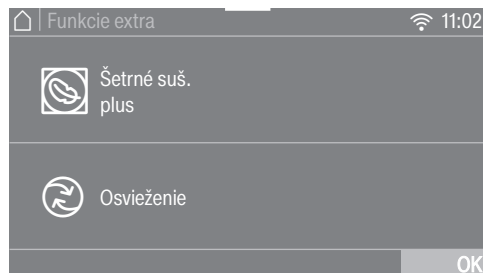 Funkcie extra 11:02
Šetrné suš.
plus
Osvieženie
OK